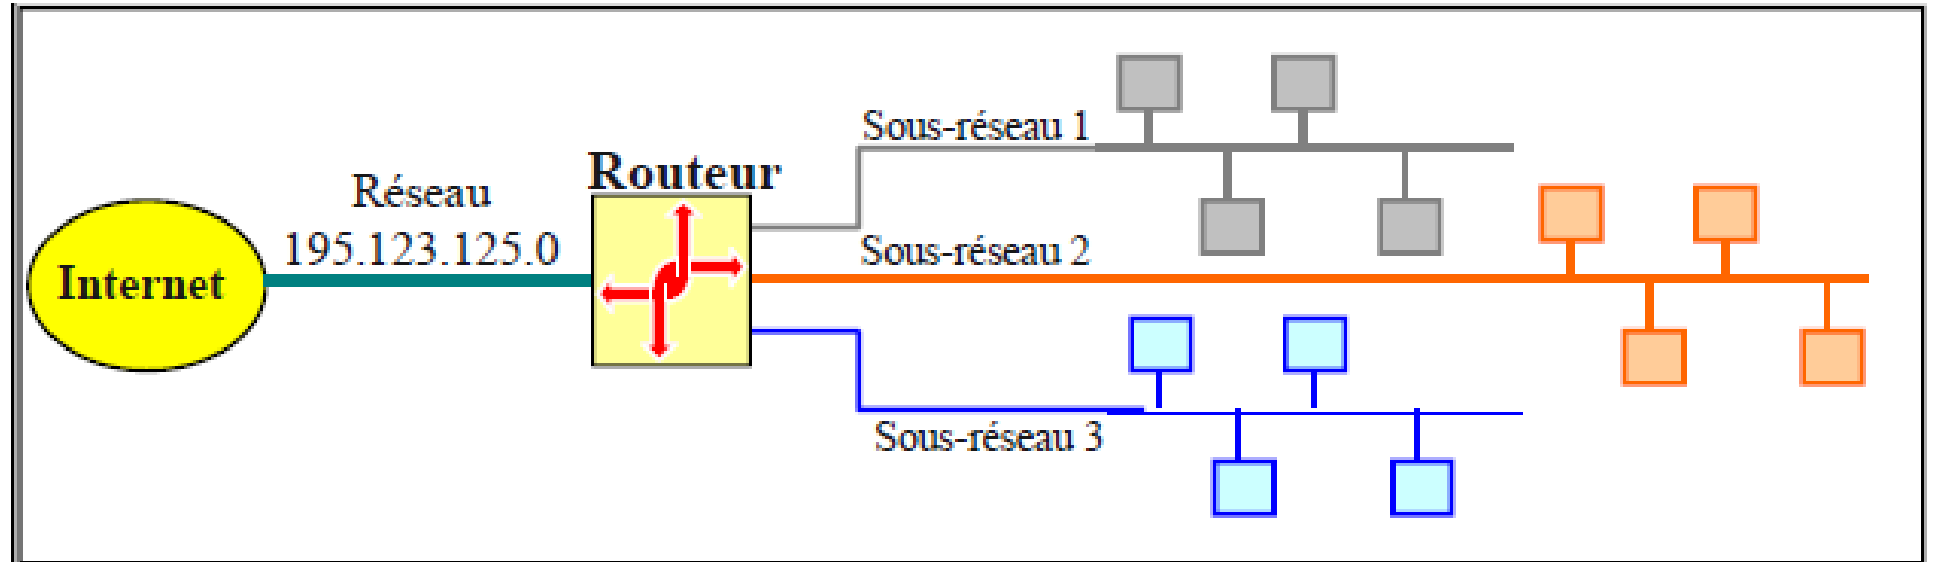 Internet
Réseau
195.123.125.0
Routeur
Sous-réseau 1
Sous-réseau 2
Sous-réseau 3